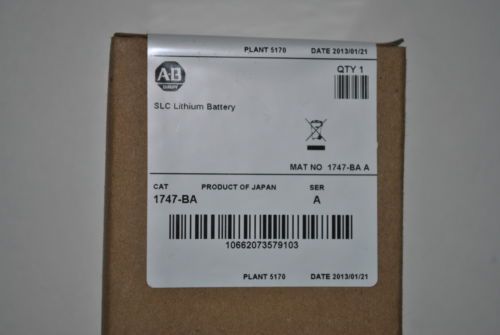 PLANT 5170 DATE 2013/01/21
A-B
QTY 1
SLC Lithium Battery
MAT NO 1747-BA A
CAT PRODUCT OF JAPAN SER
1747-BA A
10662073579103
PLANT 5170 DATE 2013/01/21